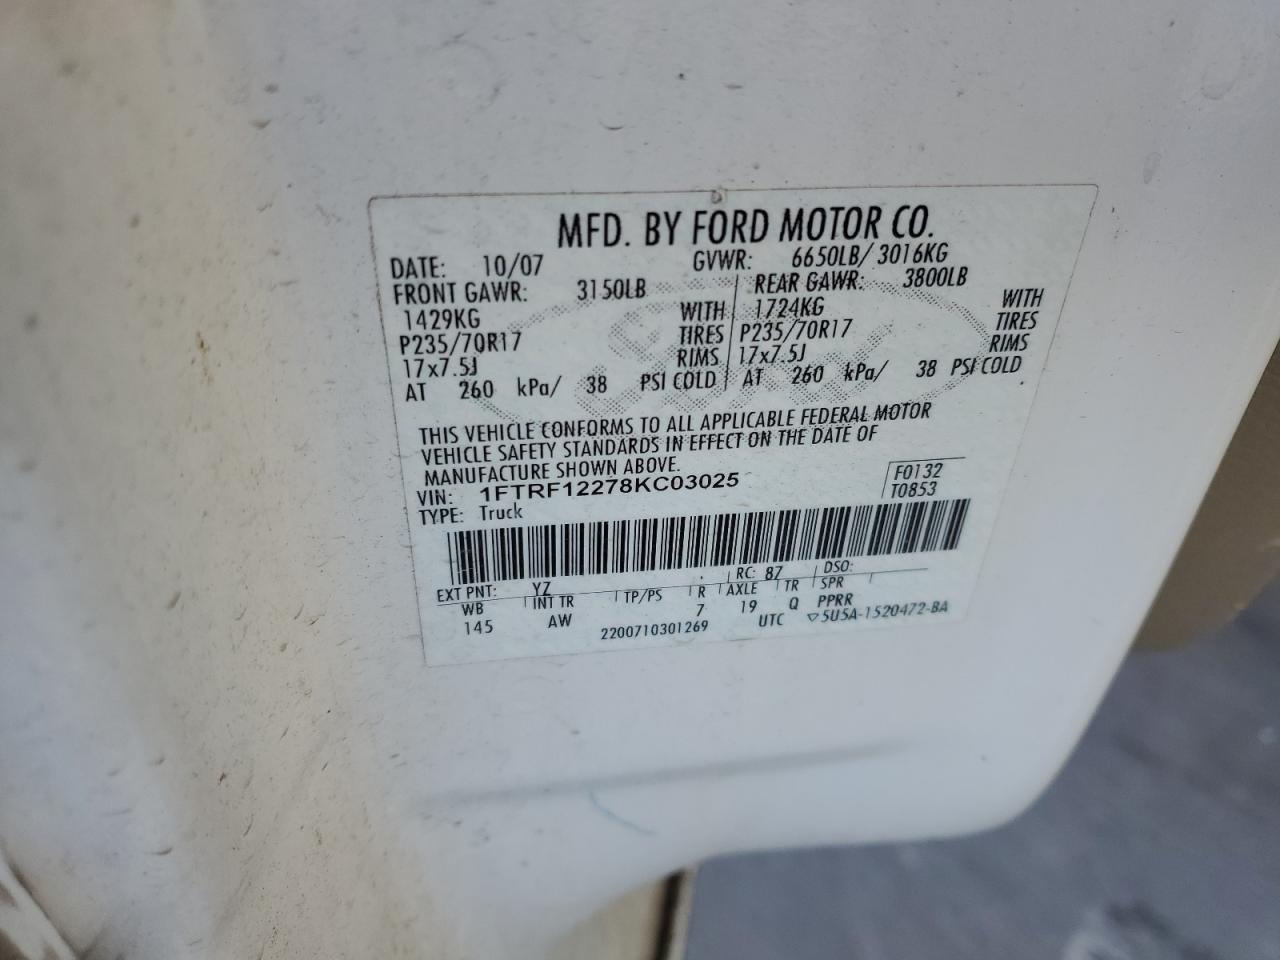 MFD. BY FORD MOTOR CO.
DATE: 10/07 GVWR: 6650LB/ 3016KG
FRONT GAWR: 3150LB REAR GAWR: 3800LB
1429KG WITH 1724KG WITH
P235/70R17 TIRES P235/70R17 TIRES
17x7.5J RIMS 17x7.5J RIMS
AT 260 kPa/ 38 PSI COLD AT 260 kPa/ 38 PSI COLD
THIS VEHICLE CONFORMS TO ALL APPLICABLE FEDERAL MOTOR
VEHICLE SAFETY STANDARDS IN EFFECT ON THE DATE OF
MANUFACTURE SHOWN ABOVE.
VIN: 1FTRF12278KC03025 F0132
TYPE: Truck T0853
EXT PNT: YZ RC: 87 DSO:
WB INT TR TP/PS R AXLE TR SPR
145 AW 7 19 Q PPRR
2200710301269 UTC ▽5U5A-1520472-BA